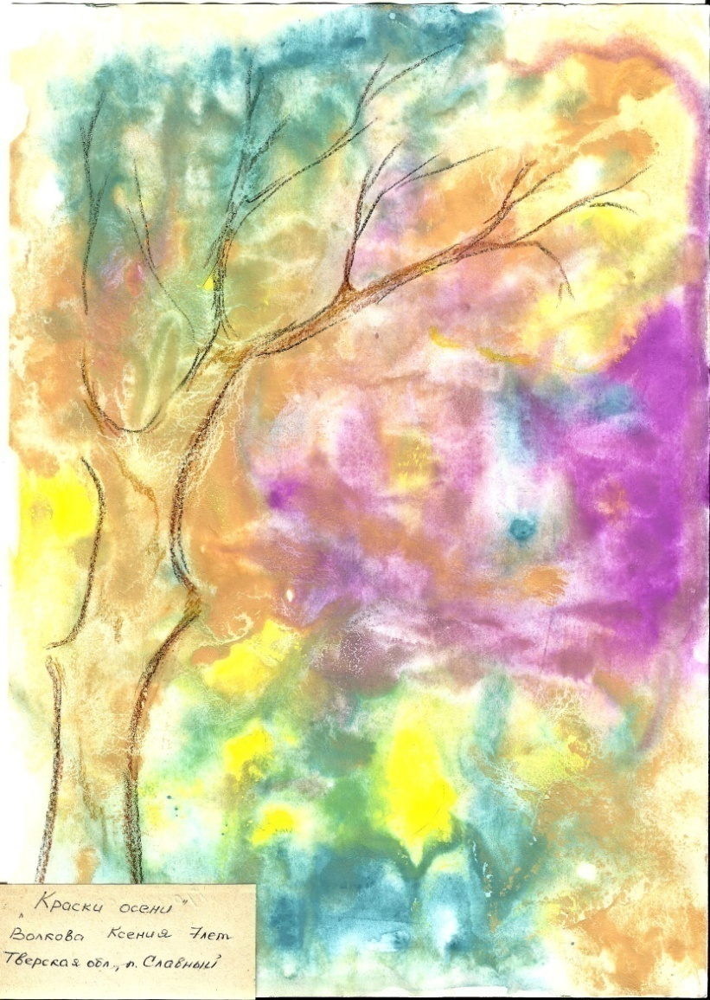 „Краски осени"
Волкова Ксения 7лет
Тверская обл., п. Славный